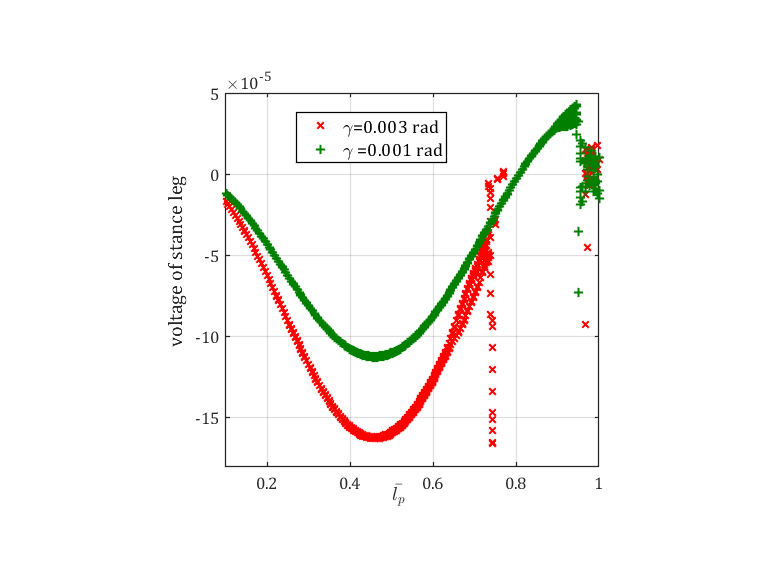 ×10-5
5
0
-5
-10
-15
voltage of stance leg
γ=0.003 rad
γ =0.001 rad
0.2 0.4 0.6 0.8 1
l̄p